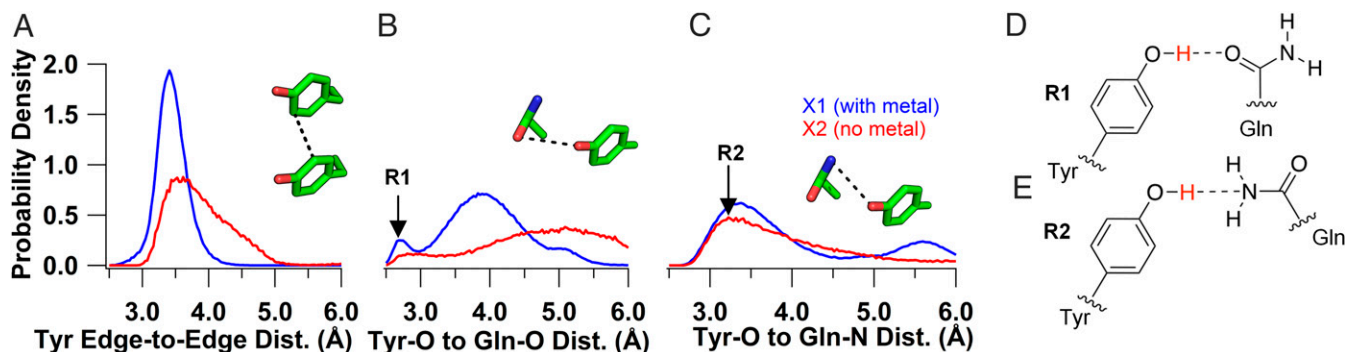 A
Probability Density
2.0
1.5
1.0
0.5
0.0
3.0 4.0 5.0 6.0
Tyr Edge-to-Edge Dist. (Å)
B
R1
3.0 4.0 5.0 6.0
Tyr-O to Gln-O Dist. (Å)
C
X1 (with metal)
X2 (no metal)
R2
3.0 4.0 5.0 6.0
Tyr-O to Gln-N Dist. (Å)
D
R1
O H O N H
H
Gln
Tyr
E
R2
O H N O
H
H
Gln
Tyr